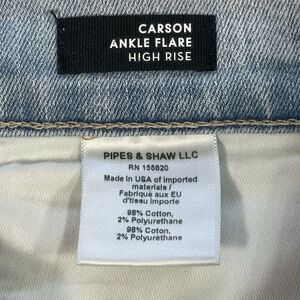 CARSON
ANKLE FLARE
HIGH RISE
PIPES & SHAW LLC
RN 155820
Made in USA of imported
materials /
Fabriqué aux EU
d'tissu importe
98% Cotton,
2% Polyurethane
98% Coton,
2% Polyuréthane